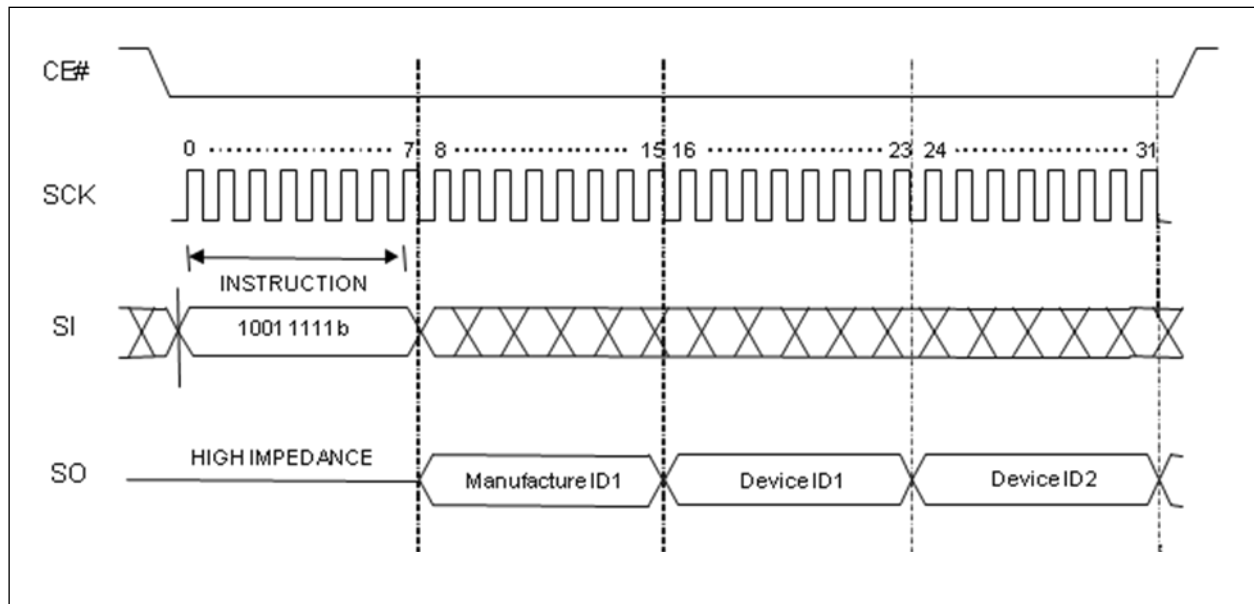 CE#
0 7 8 15 16 23 24 31
SCK
INSTRUCTION
SI
1001 1111 b
SO
HIGH IMPEDANCE
Manufacture ID1
Device ID1
Device ID2